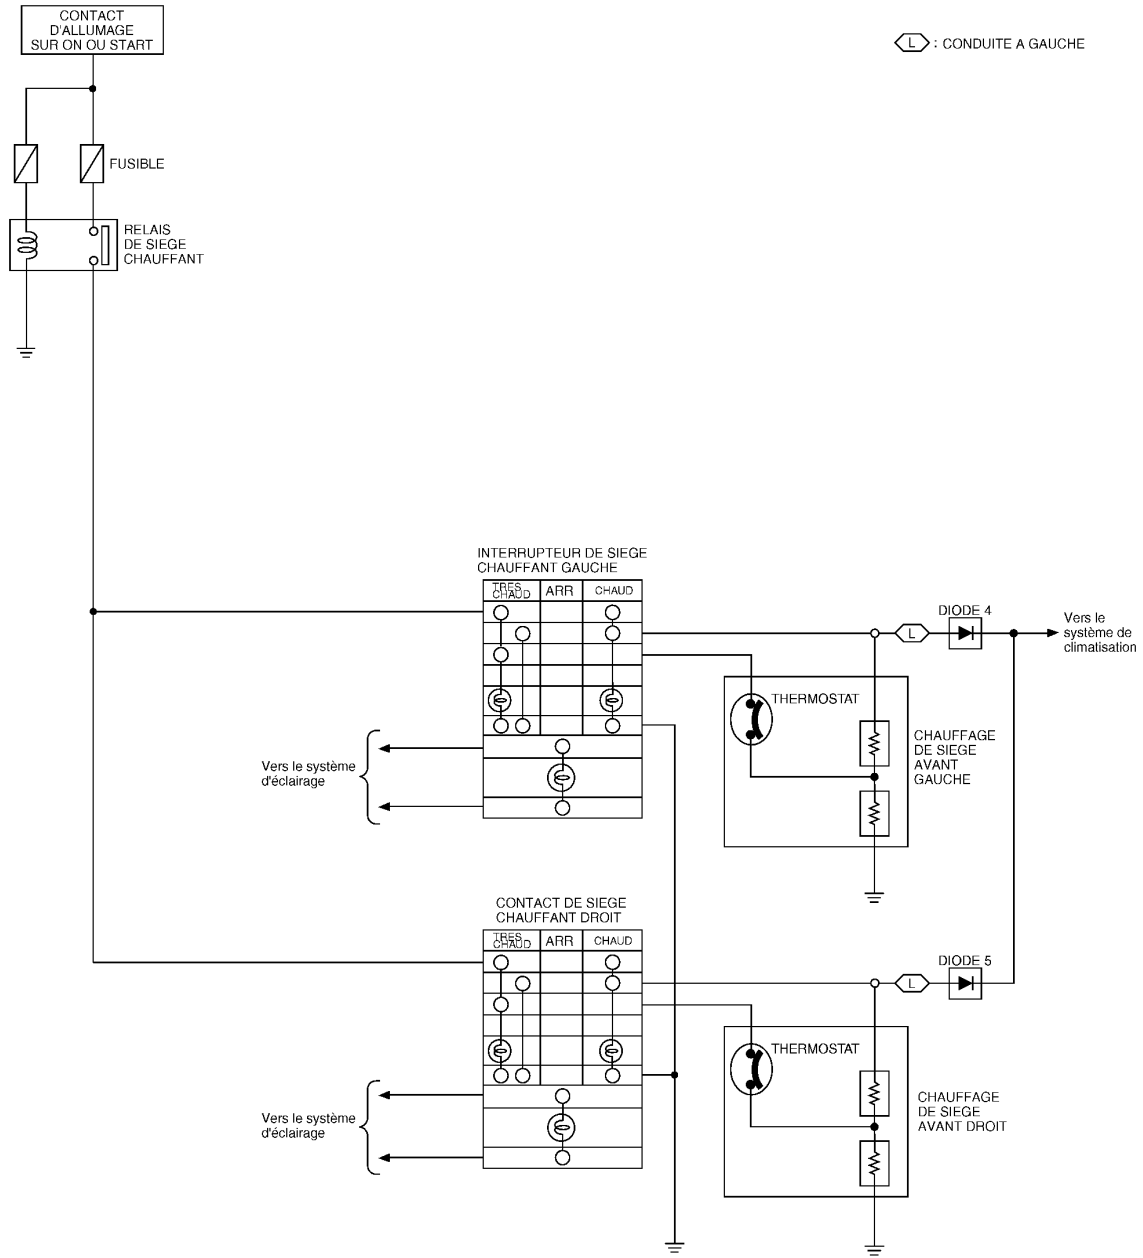 CONTACT
D'ALLUMAGE
SUR ON OU START
L : CONDUITE A GAUCHE
FUSIBLE
RELAIS
DE SIEGE
CHAUFFANT
INTERRUPTEUR DE SIEGE
CHAUFFANT GAUCHE
TRES
CHAUD
ARR
CHAUD
DIODE 4
L
Vers le
système de
climatisation
THERMOSTAT
CHAUFFAGE
DE SIEGE
AVANT
GAUCHE
Vers le système
d'éclairage
CONTACT DE SIEGE
CHAUFFANT DROIT
TRES
CHAUD
ARR
CHAUD
DIODE 5
L
THERMOSTAT
CHAUFFAGE
DE SIEGE
AVANT DROIT
Vers le système
d'éclairage